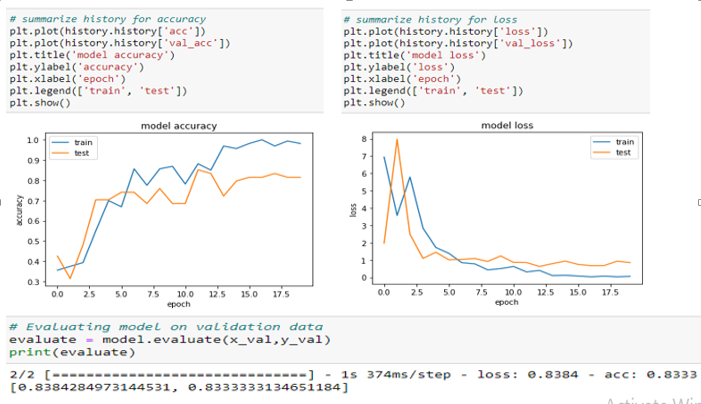 # summarize history for accuracy
plt.plot(history.history['acc'])
plt.plot(history.history['val_acc'])
plt.title('model accuracy')
plt.ylabel('accuracy')
plt.xlabel('epoch')
plt.legend(['train', 'test'])
plt.show()
model accuracy
train
test
1.0
0.9
0.8
0.7
0.6
0.5
0.4
0.3
accuracy
0.0 2.5 5.0 7.5 10.0 12.5 15.0 17.5
epoch
# summarize history for loss
plt.plot(history.history['loss'])
plt.plot(history.history['val_loss'])
plt.title('model loss')
plt.ylabel('loss')
plt.xlabel('epoch')
plt.legend(['train', 'test'])
plt.show()
model loss
train
test
8
7
6
5
4
3
2
1
0
loss
0.0 2.5 5.0 7.5 10.0 12.5 15.0 17.5
epoch
# Evaluating model on validation data
evaluate = model.evaluate(x_val,y_val)
print(evaluate)
2/2 [==============================] - 1s 374ms/step - loss: 0.8384 - acc: 0.8333
[0.8384284973144531, 0.8333333134651184]